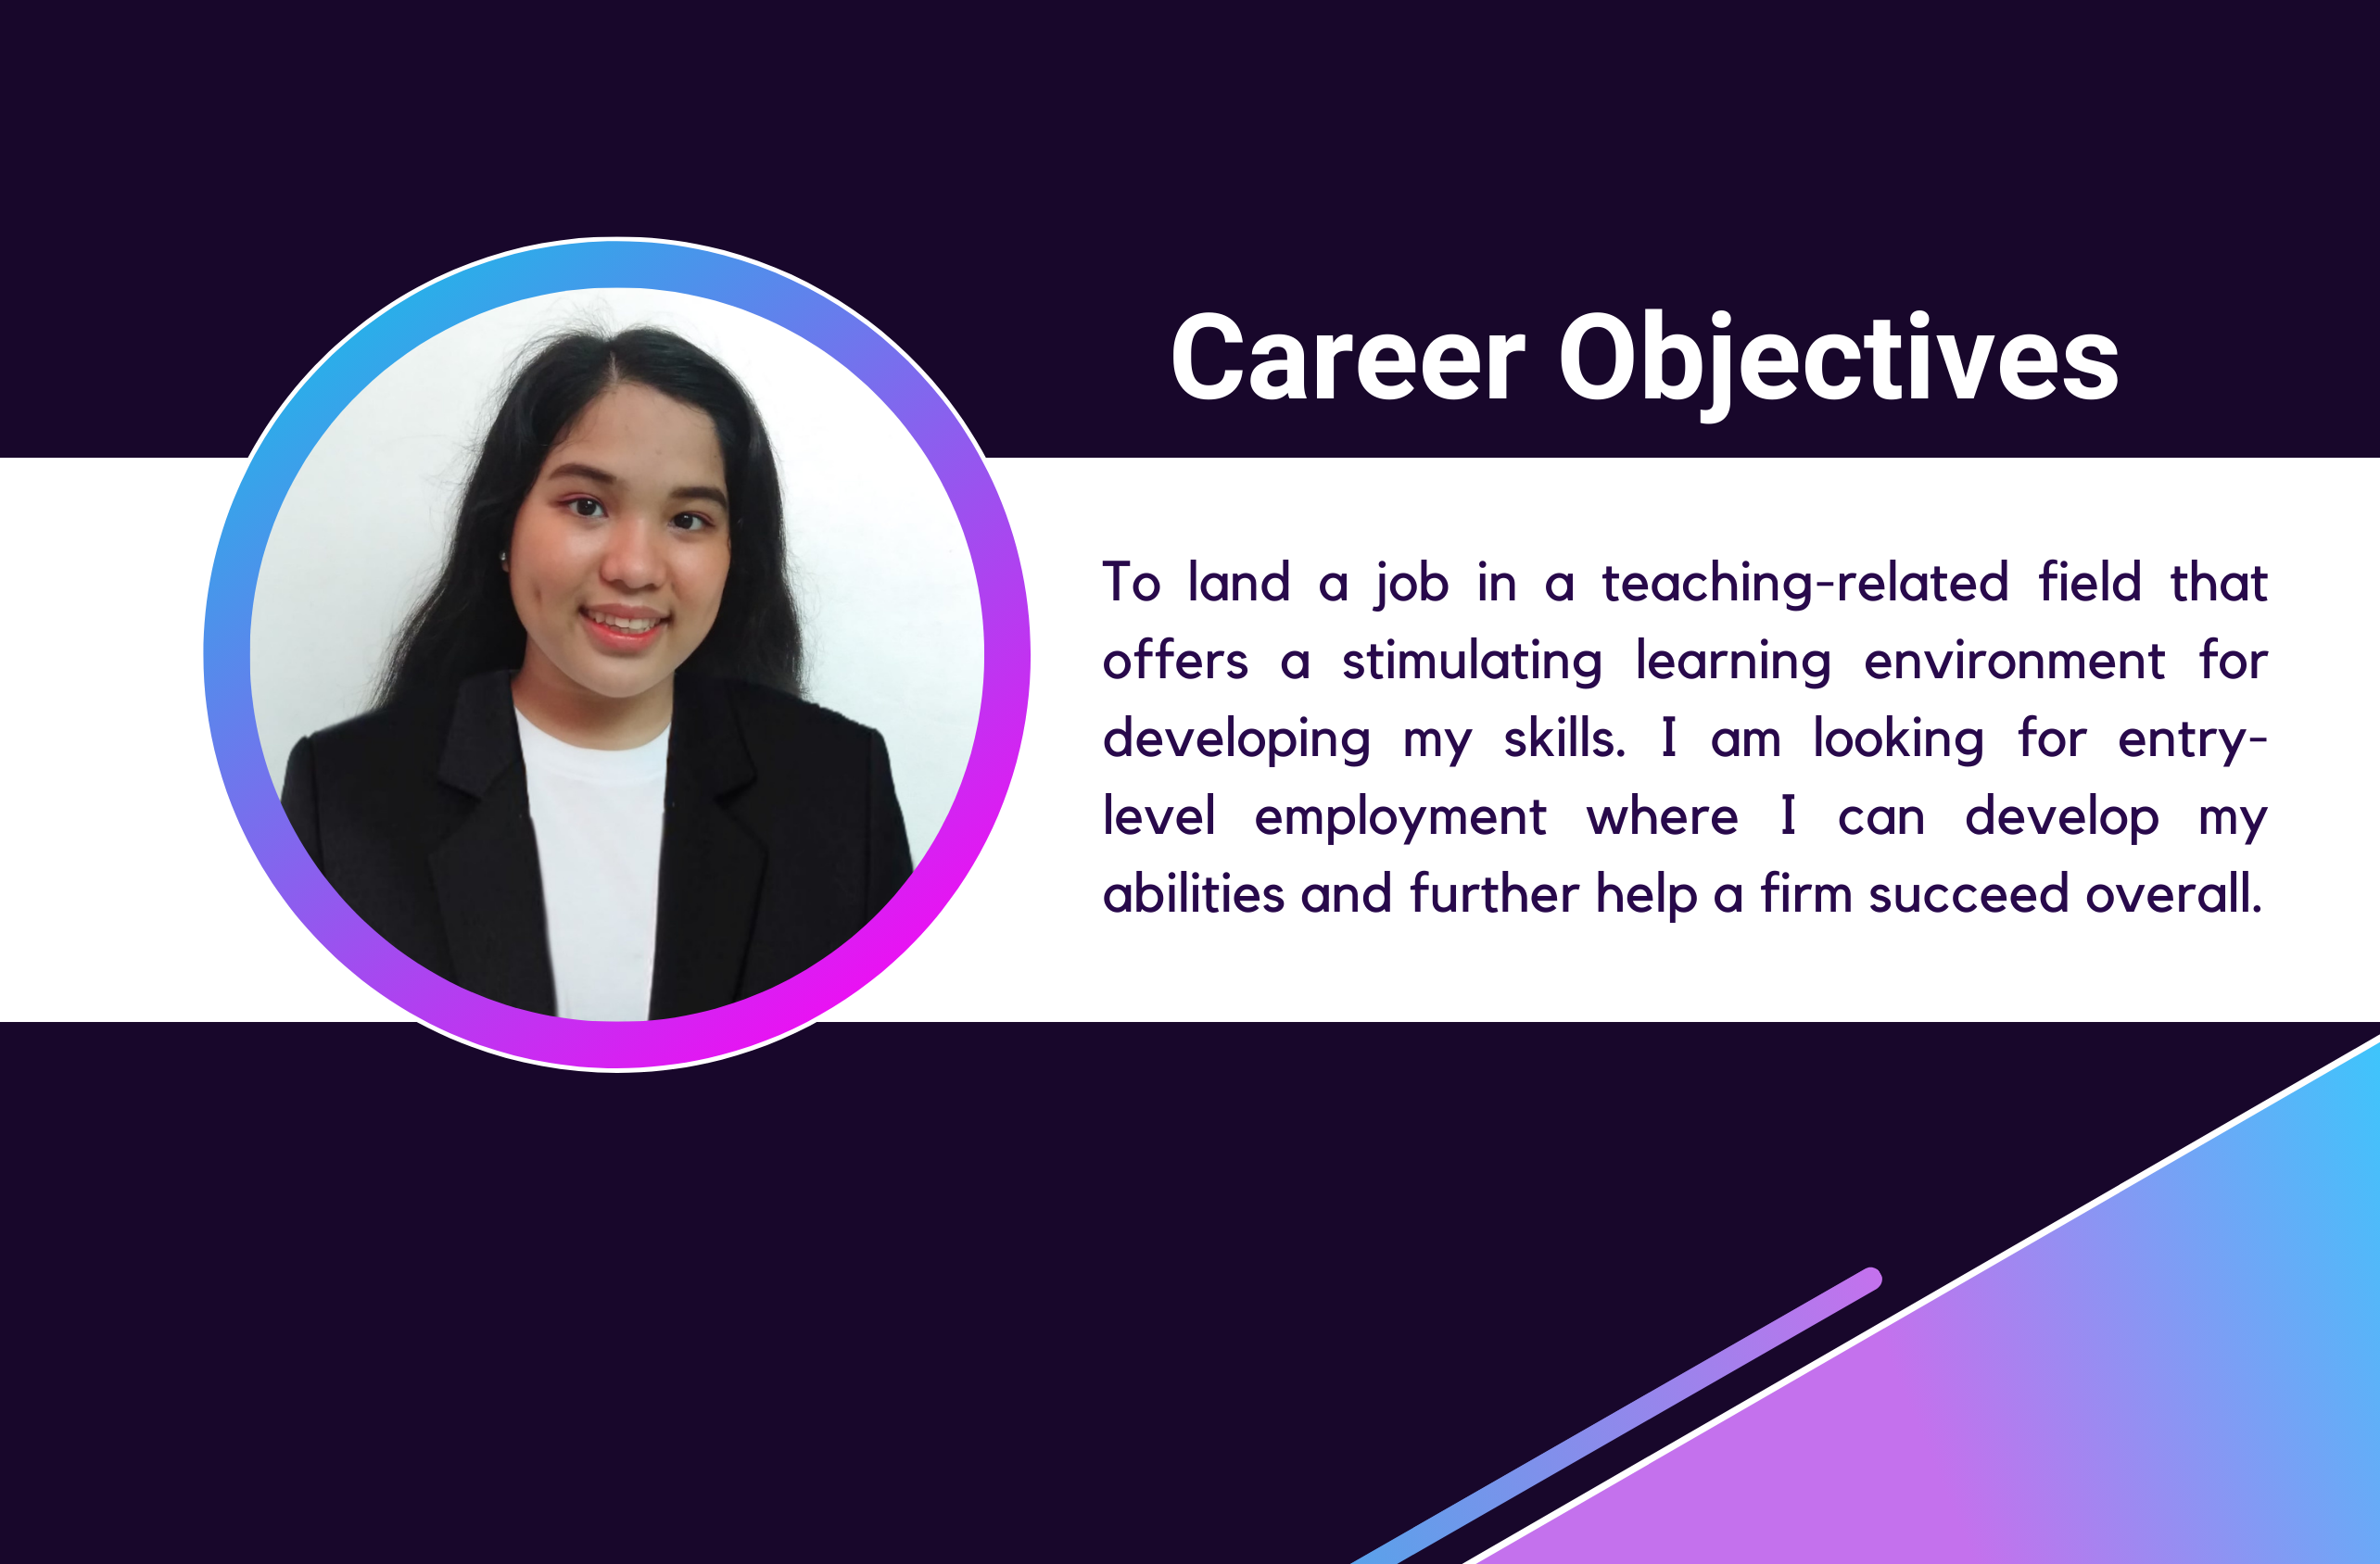 Career Objectives
To land a job in a teaching-related field that
offers a stimulating learning environment for
developing my skills. I am looking for entry-
level employment where I can develop my
abilities and further help a firm succeed overall.